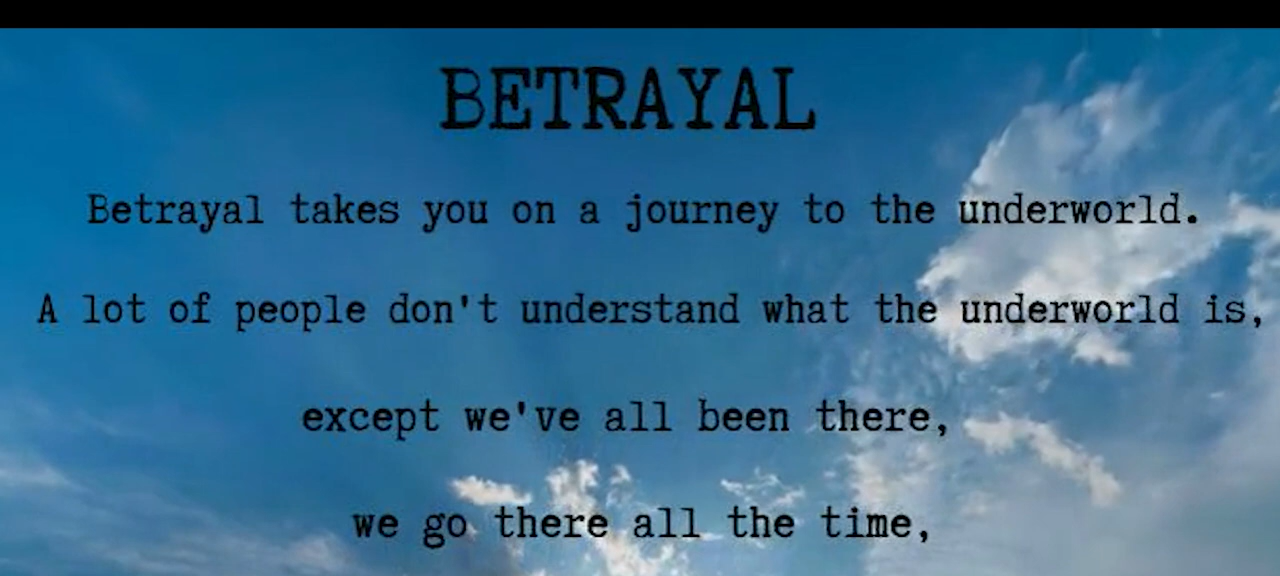 BETRAYAL
Betrayal takes you on a journey to the underworld.
A lot of people don't understand what the underworld is,
except we've all been there,
we go there all the time,